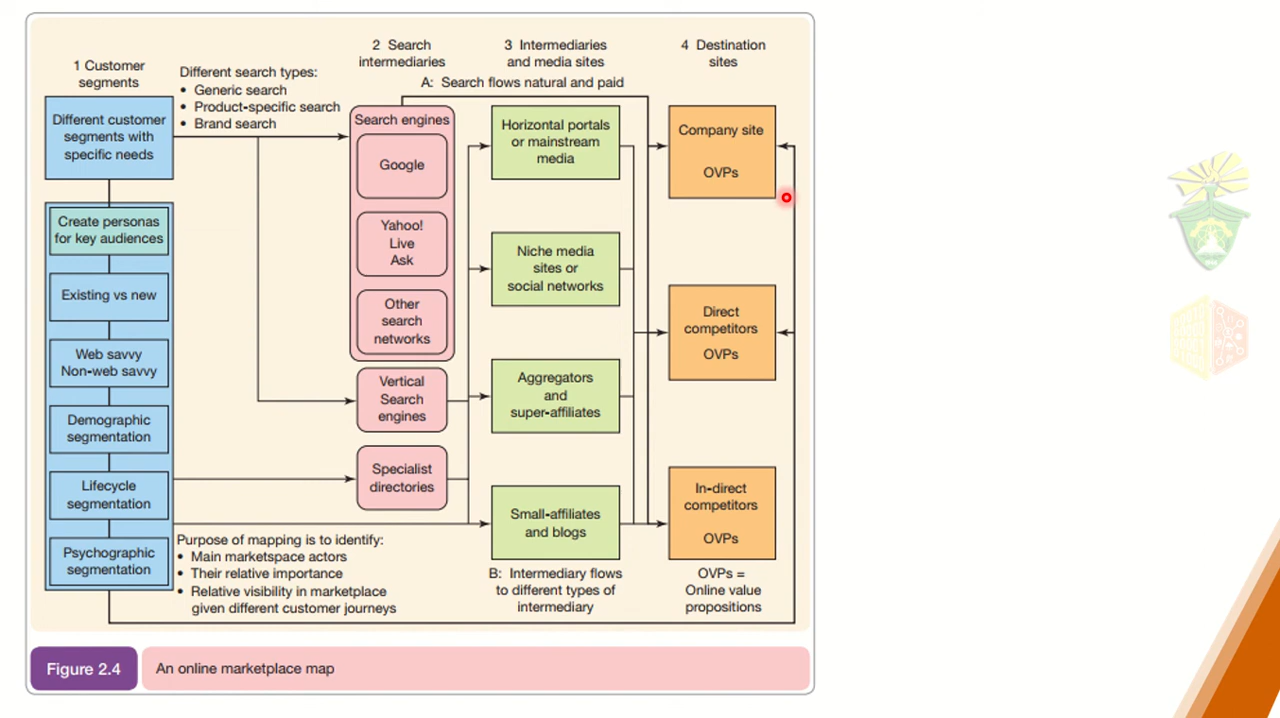 1 Customer
segments
Different customer
segments with
specific needs
Create personas
for key audiences
Existing vs new
Web savvy
Non-web savvy
Demographic
segmentation
Lifecycle
segmentation
Psychographic
segmentation
Different search types:
• Generic search
• Product-specific search
• Brand search
Purpose of mapping is to identify:
• Main marketspace actors
• Their relative importance
• Relative visibility in marketplace
given different customer journeys
2 Search
intermediaries
Search engines
Google
Yahoo!
Live
Ask
Other
search
networks
Vertical
Search
engines
Specialist
directories
3 Intermediaries
and media sites
A: Search flows natural and paid
Horizontal portals
or mainstream
media
Niche media
sites or
social networks
Aggregators
and
super-affiliates
Small-affiliates
and blogs
B: Intermediary flows
to different types of
intermediary
4 Destination
sites
Company site
OVPs
Direct
competitors
OVPs
In-direct
competitors
OVPs
OVPs =
Online value
propositions
Figure 2.4
An online marketplace map